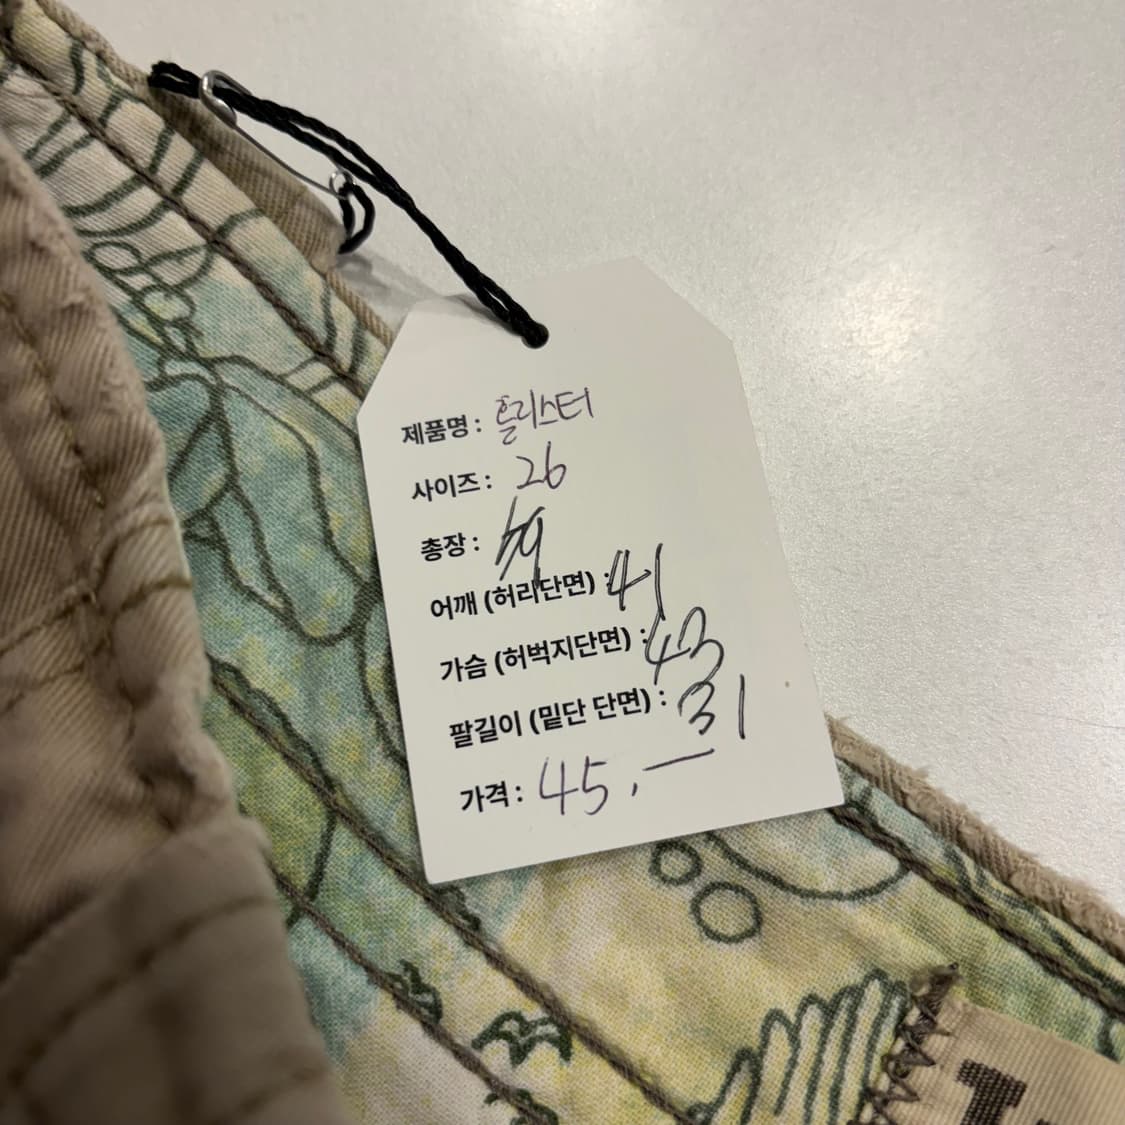 제품명 : 홀리스터
사이즈 : 26
총장 : 59
어깨 (허리단면) : 41
가슴 (허벅지단면) : 43
팔길이 (밑단 단면) : 31
가격 : 45,—